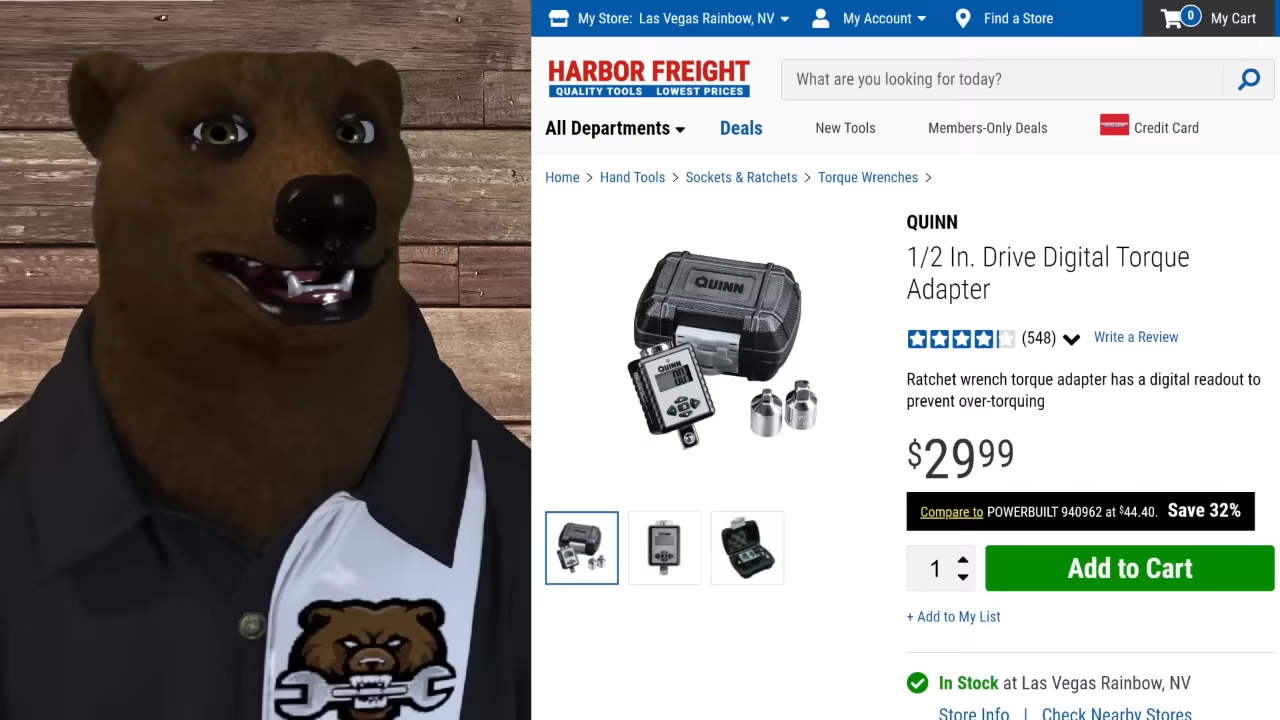 My Store: Las Vegas Rainbow, NV
My Account
Find a Store
0
My Cart
HARBOR FREIGHT
QUALITY TOOLS LOWEST PRICES
What are you looking for today?
All Departments
Deals
New Tools
Members-Only Deals
Credit Card
Home > Hand Tools > Sockets & Ratchets > Torque Wrenches >
QUINN
1/2 In. Drive Digital Torque
Adapter
(548)
Write a Review
Ratchet wrench torque adapter has a digital readout to
prevent over-torquing
$29.99
Compare to POWERBUILT 940962 at $44.40. Save 32%
1
Add to Cart
+ Add to My List
In Stock at Las Vegas Rainbow, NV
Store Info | Check Nearby Stores
QUINN
QUINN